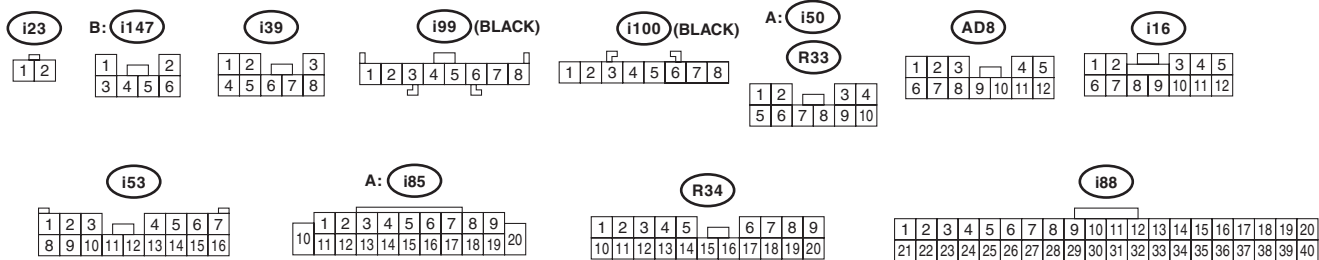 i23
B: i147
i39
i99 (BLACK)
i100 (BLACK)
A: i50
R33
AD8
i16
1 2
1 2
3 4 5 6
1 2 3
4 5 6 7 8
1 2 3 4 5 6 7 8
1 2 3 4 5 6 7 8
1 2 3 4
5 6 7 8 9 10
1 2 3 4 5
6 7 8 9 10 11 12
1 2 3 4 5
6 7 8 9 10 11 12
i53
A: i85
R34
i88
1 2 3 4 5 6 7
8 9 10 11 12 13 14 15 16
1 2 3 4 5 6 7 8 9
10 11 12 13 14 15 16 17 18 19 20
1 2 3 4 5 6 7 8 9
10 11 12 13 14 15 16 17 18 19 20
1 2 3 4 5 6 7 8 9 10 11 12 13 14 15 16 17 18 19 20
21 22 23 24 25 26 27 28 29 30 31 32 33 34 35 36 37 38 39 40